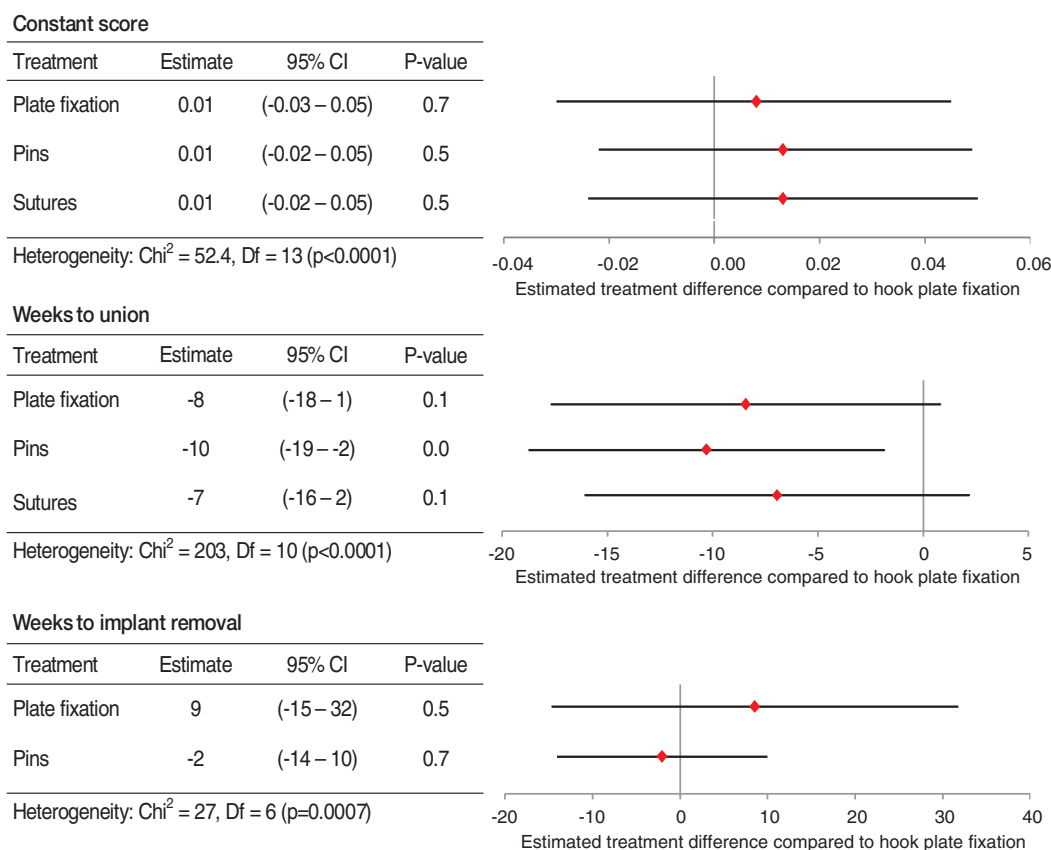 Constant score
Treatment Estimate 95% CI P-value
Plate fixation 0.01 (-0.03 – 0.05) 0.7
Pins 0.01 (-0.02 – 0.05) 0.5
Sutures 0.01 (-0.02 – 0.05) 0.5
Heterogeneity: Chi² = 52.4, Df = 13 (p<0.0001)
-0.04 -0.02 0.00 0.02 0.04 0.06
Estimated treatment difference compared to hook plate fixation
Weeks to union
Treatment Estimate 95% CI P-value
Plate fixation -8 (-18 – 1) 0.1
Pins -10 (-19 – -2) 0.0
Sutures -7 (-16 – 2) 0.1
Heterogeneity: Chi² = 203, Df = 10 (p<0.0001)
-20 -15 -10 -5 0 5
Estimated treatment difference compared to hook plate fixation
Weeks to implant removal
Treatment Estimate 95% CI P-value
Plate fixation 9 (-15 – 32) 0.5
Pins -2 (-14 – 10) 0.7
Heterogeneity: Chi² = 27, Df = 6 (p=0.0007)
-20 -10 0 10 20 30 40
Estimated treatment difference compared to hook plate fixation